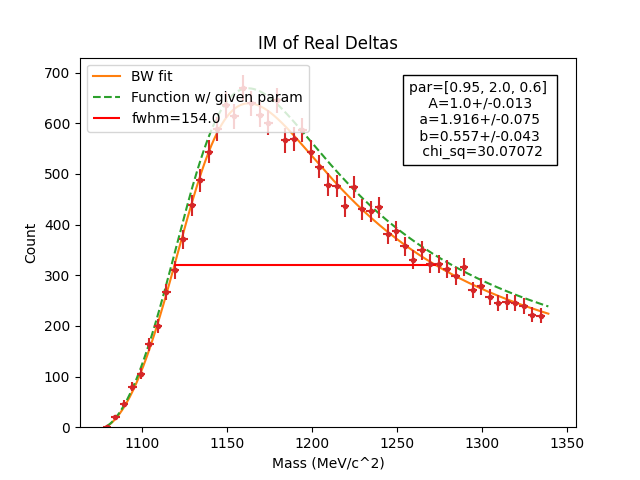 IM of Real Deltas
BW fit
Function w/ given param
fwhm=154.0
par=[0.95, 2.0, 0.6]
A=1.0+/-0.013
a=1.916+/-0.075
b=0.557+/-0.043
chi_sq=30.07072
Count
700
600
500
400
300
200
100
0
1100
1150
1200
1250
1300
1350
Mass (MeV/c^2)